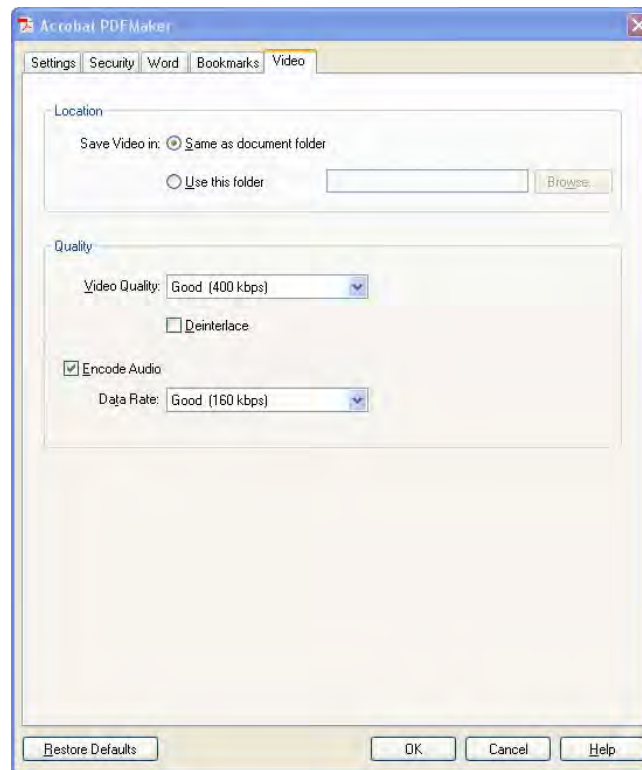 Acrobat PDFMaker
Settings Security Word Bookmarks Video
Location
Save Video in: Same as document folder
Use this folder Browse...
Quality
Video Quality: Good (400 kbps)
Deinterlace
Encode Audio
Data Rate: Good (160 kbps)
Restore Defaults OK Cancel Help